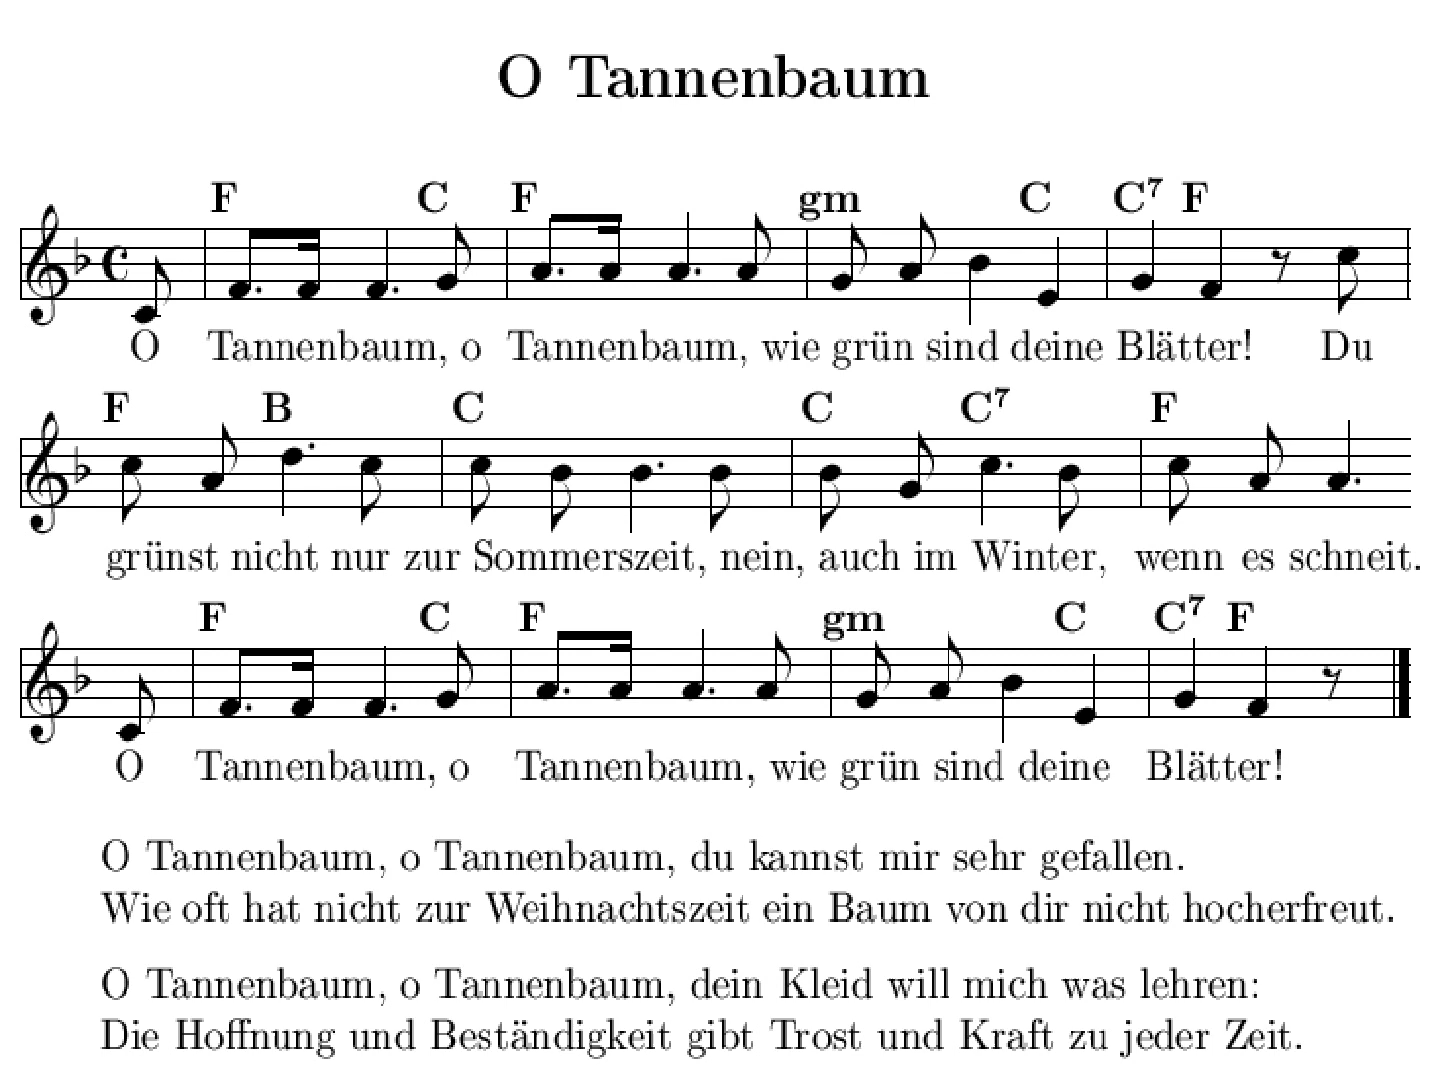 O Tannenbaum
F C F gm C C⁷ F
O Tannenbaum, o Tannenbaum, wie grün sind deine Blätter! Du
F B C C C⁷ F
grünst nicht nur zur Sommerszeit, nein, auch im Winter, wenn es schneit.
F C F gm C C⁷ F
O Tannenbaum, o Tannenbaum, wie grün sind deine Blätter!
O Tannenbaum, o Tannenbaum, du kannst mir sehr gefallen.
Wie oft hat nicht zur Weihnachtszeit ein Baum von dir nicht hocherfreut.
O Tannenbaum, o Tannenbaum, dein Kleid will mich was lehren:
Die Hoffnung und Beständigkeit gibt Trost und Kraft zu jeder Zeit.